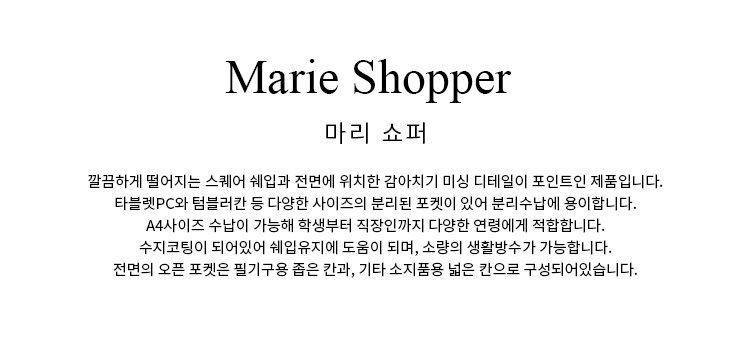 Marie Shopper
마리 쇼퍼
깔끔하게 떨어지는 스퀘어 쉐입과 전면에 위치한 감아치기 미싱 디테일이 포인트인 제품입니다.
타블렛PC와 텀블러칸 등 다양한 사이즈의 분리된 포켓이 있어 분리수납에 용이합니다.
A4사이즈 수납이 가능해 학생부터 직장인까지 다양한 연령에게 적합합니다.
수지코팅이 되어있어 쉐입유지에 도움이 되며, 소량의 생활방수가 가능합니다.
전면의 오픈 포켓은 필기구용 좁은 칸과, 기타 소지품용 넓은 칸으로 구성되어있습니다.